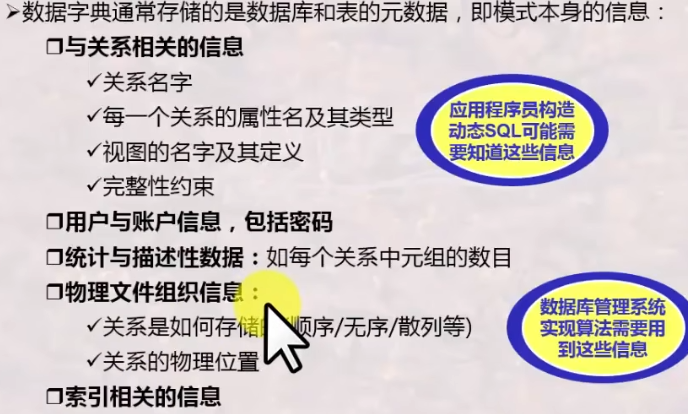 ➢数据字典通常存储的是数据库和表的元数据，即模式本身的信息：
❐与关系相关的信息
✓关系名字
✓每一个关系的属性名及其类型
✓视图的名字及其定义
✓完整性约束
应用程序员构造
动态SQL可能需
要知道这些信息
❐用户与账户信息，包括密码
❐统计与描述性数据：如每个关系中元组的数目
❐物理文件组织信息：
✓关系是如何存储 顺序/无序/散列等)
✓关系的物理位置
数据库管理系统
实现算法需要用
到这些信息
❐索引相关的信息